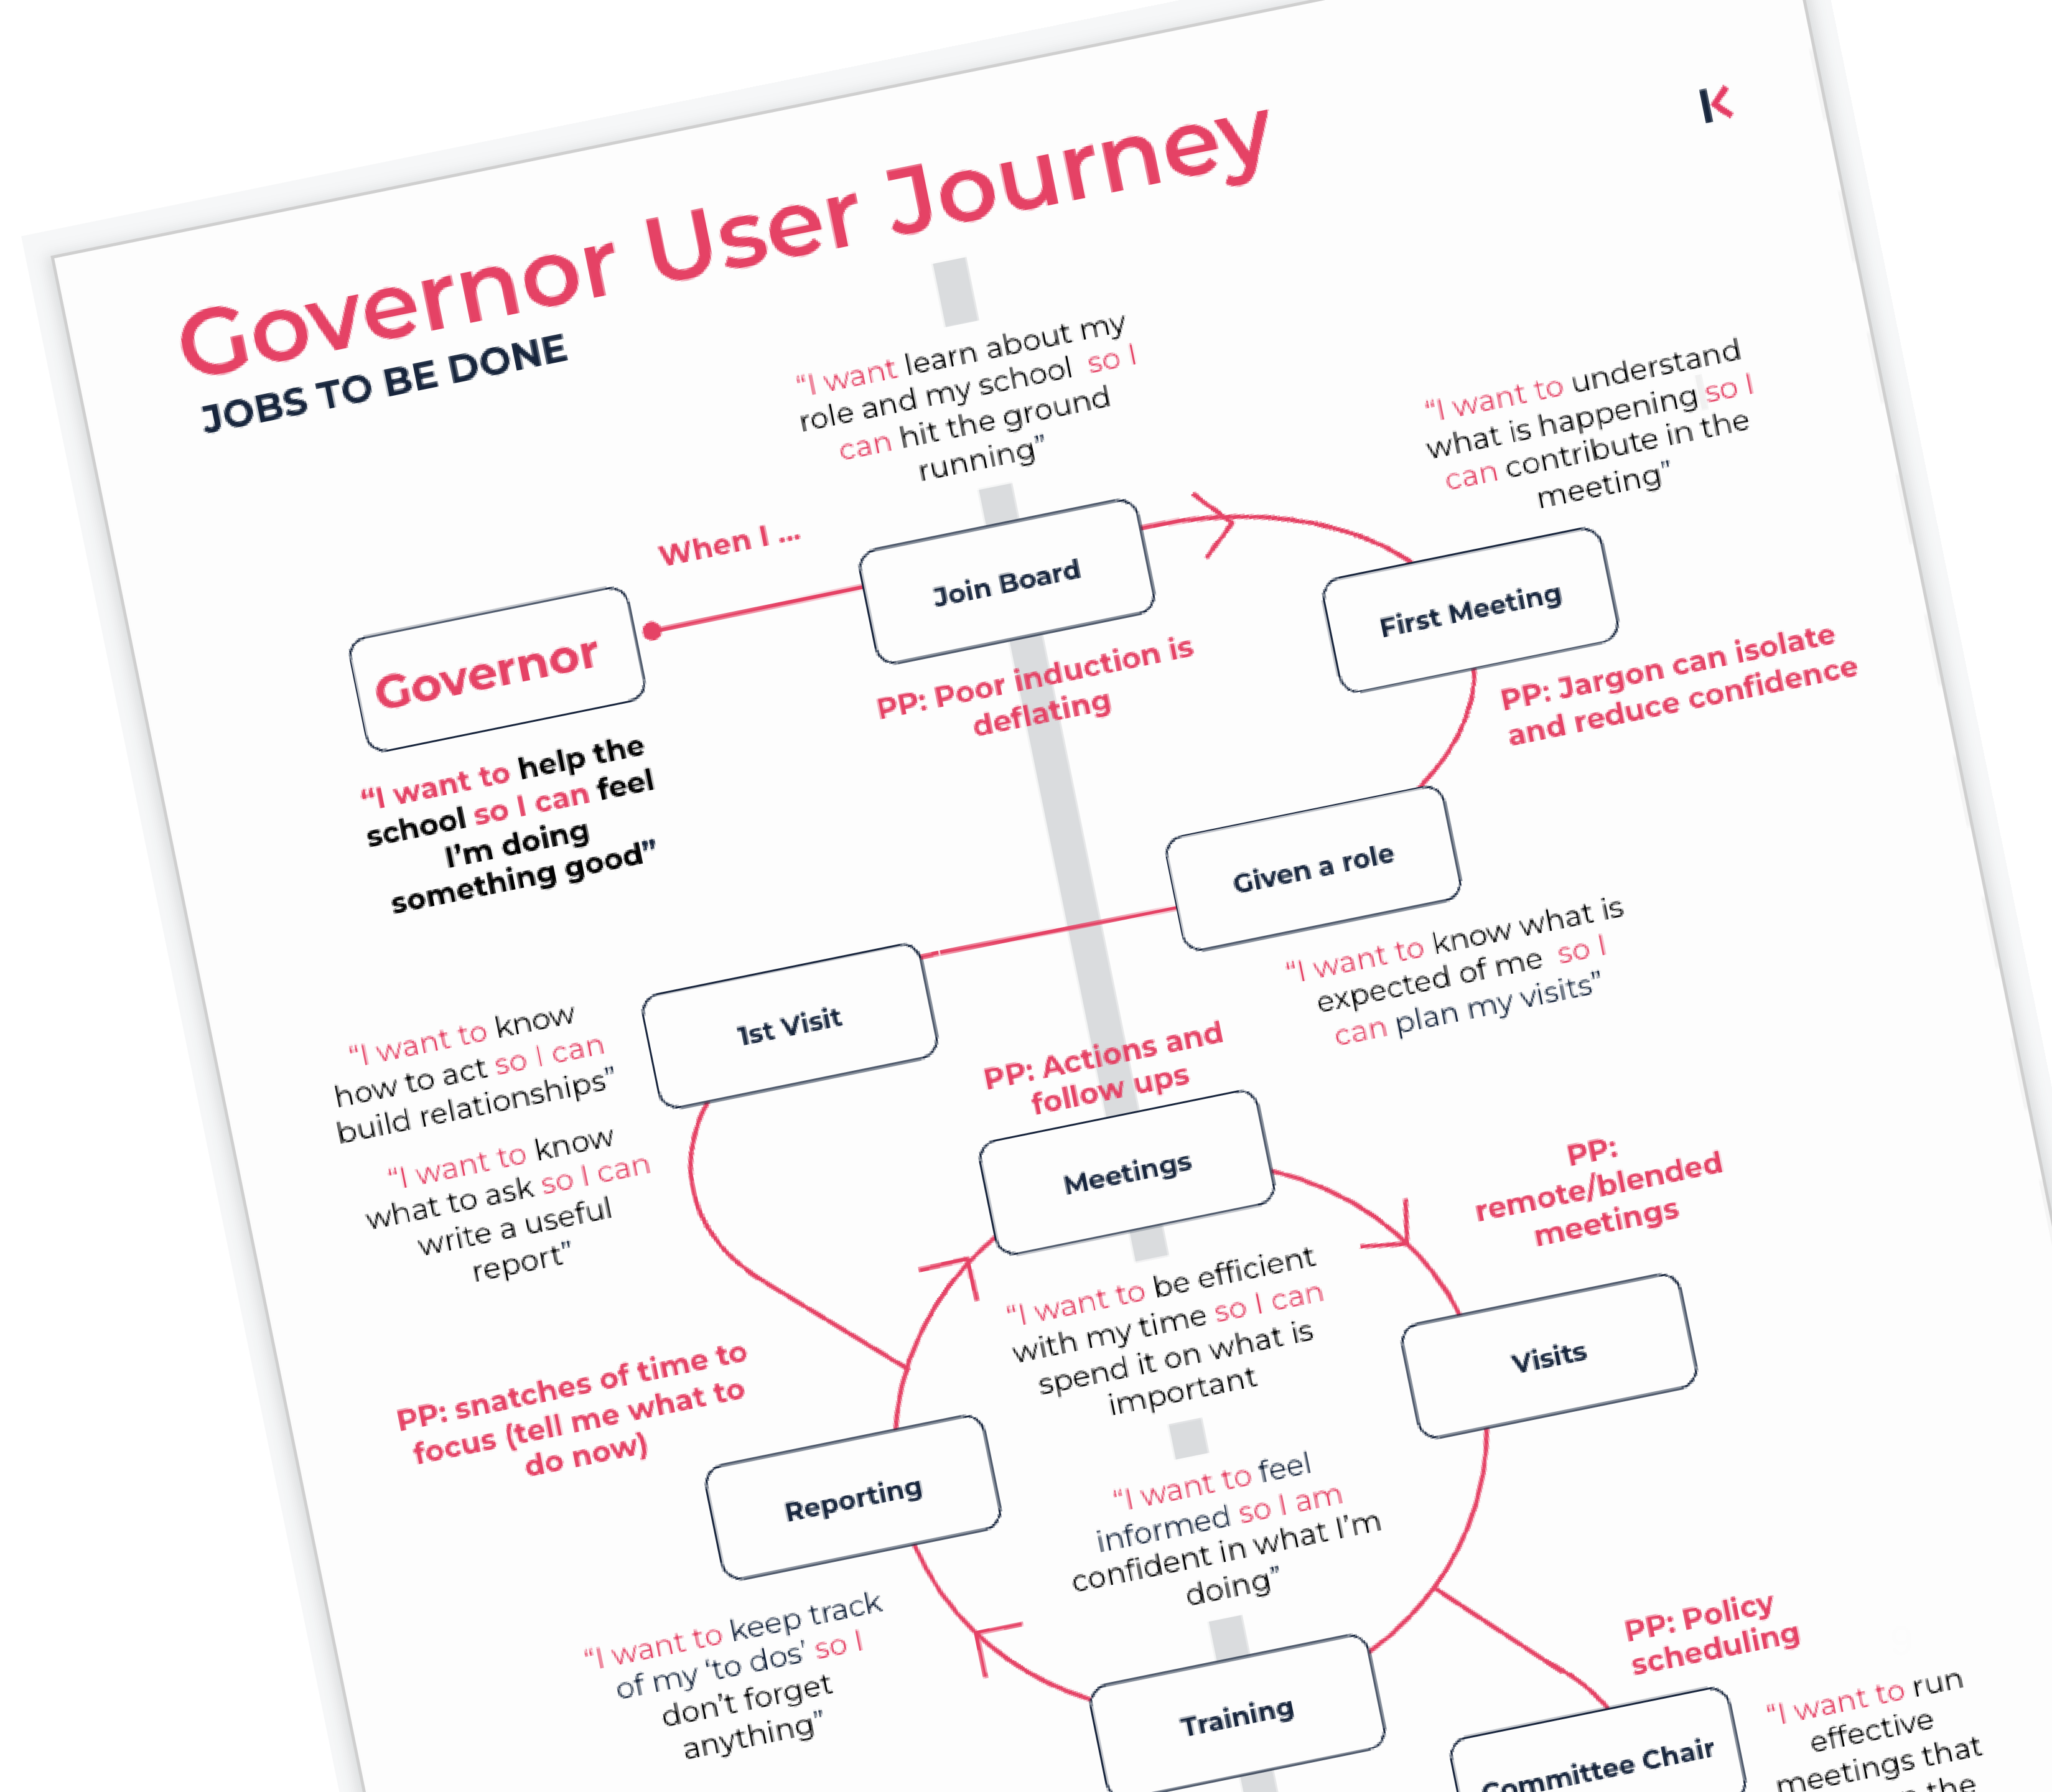 Governor User Journey
JOBS TO BE DONE
“I want learn about my
role and my school so I
can hit the ground
running”
“I want to understand
what is happening so I
can contribute in the
meeting”
When I ...
Join Board
First Meeting
Governor
PP: Poor induction is
deflating
PP: Jargon can isolate
and reduce confidence
“I want to help the
school so I can feel
I’m doing
something good”
Given a role
“I want to know what is
expected of me so I
can plan my visits”
1st Visit
“I want to know
how to act so I can
build relationships”
“I want to know
what to ask so I can
write a useful
report”
PP: Actions and
follow ups
Meetings
PP:
remote/blended
meetings
“I want to be efficient
with my time so I can
spend it on what is
important
Visits
PP: snatches of time to
focus (tell me what to
do now)
Reporting
“I want to feel
informed so I am
confident in what I’m
doing”
“I want to keep track
of my ‘to dos’ so I
don’t forget
anything”
Training
PP: Policy
scheduling
Committee Chair
“I want to run
effective
meetings that
the